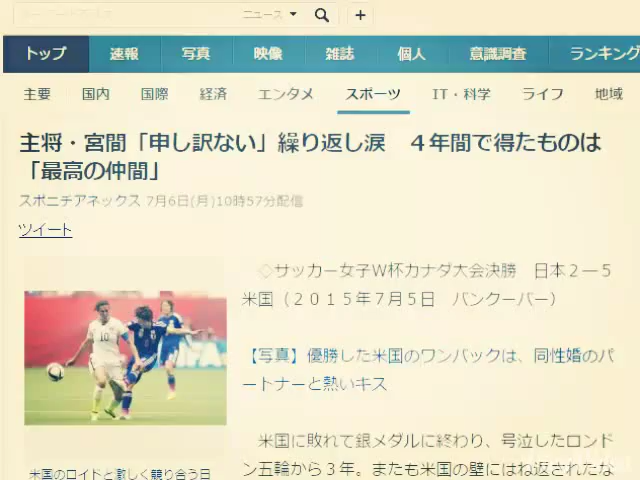 ニュース
トップ 速報 写真 映像 雑誌 個人 意識調査 ランキング
主要 国内 国際 経済 エンタメ スポーツ IT・科学 ライフ 地域
主将・宮間「申し訳ない」繰り返し涙 4年間で得たものは
「最高の仲間」
スポニチアネックス 7月6日(月)10時57分配信
ツイート
◇サッカー女子W杯カナダ大会決勝 日本2―5
米国(2015年7月5日 バンクーバー)
【写真】優勝した米国のワンバックは、同性婚のパ
ートナーと熱いキス
米国に敗れて銀メダルに終わり、号泣したロンド
ン五輪から3年。またも米国の壁にはね返されたな
米国のロイドと激しく競り合う日